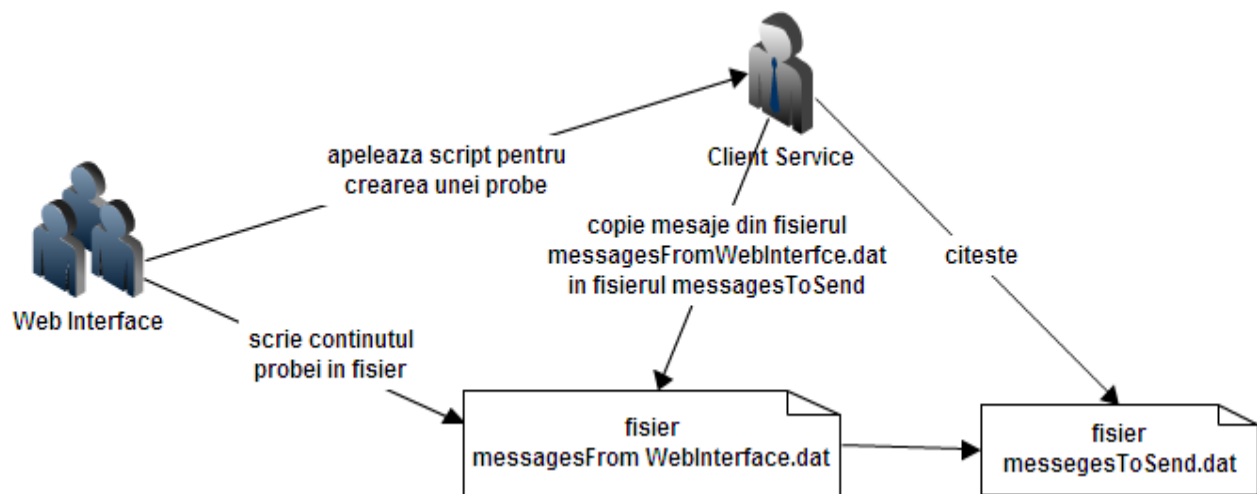 apeleaza script pentru
crearea unei probe
Client Service
copie mesaje din fisierul
messagesFromWebInterfce.dat
in fisierul messagesToSend
citeste
Web Interface
scrie continutul
probei in fisier
fisier
messagesFrom WebInterface.dat
fisier
messegesToSend.dat